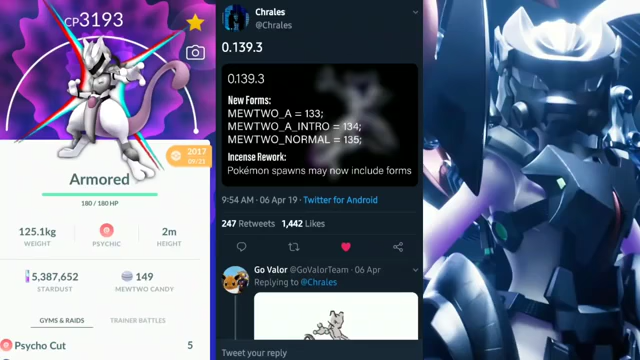 CP3193
2017
09/21
Armored
180 / 180 HP
125.1kg
WEIGHT
PSYCHIC
2m
HEIGHT
5,387,652
STARDUST
149
MEWTWO CANDY
GYMS & RAIDS
TRAINER BATTLES
Psycho Cut
5
Chrales
@Chrales
0.139.3
0.139.3
New Forms:
MEWTWO_A = 133;
MEWTWO_A_INTRO = 134;
MEWTWO_NORMAL = 135;
Incense Rework:
Pokémon spawns may now include forms
9:54 AM · 06 Apr 19 · Twitter for Android
247 Retweets 1,442 Likes
Go Valor @GoValorTeam · 06 Apr
Replying to @Chrales
Tweet your reply